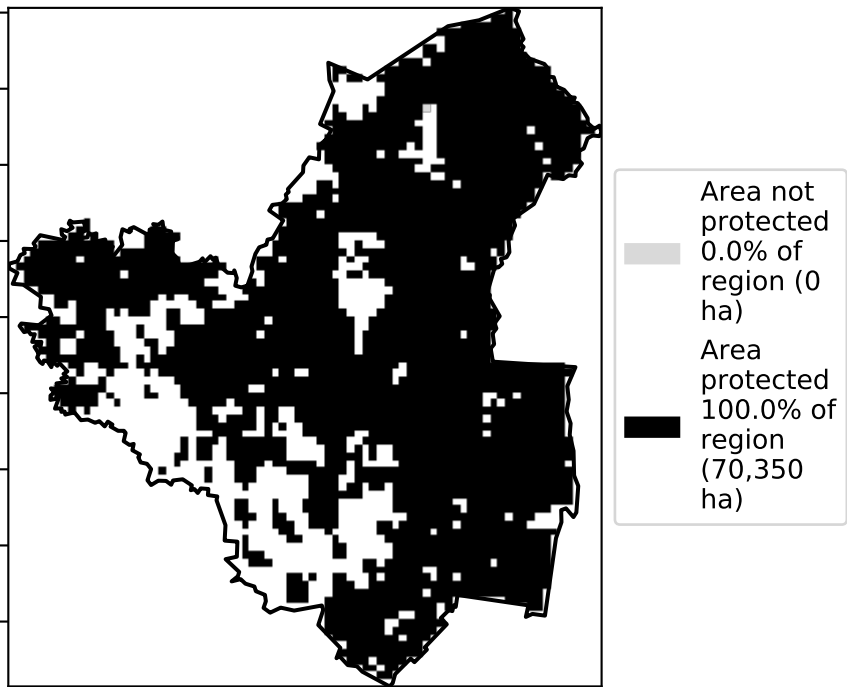 Area not
protected
0.0% of
region (0
ha)
Area
protected
100.0% of
region
(70,350
ha)